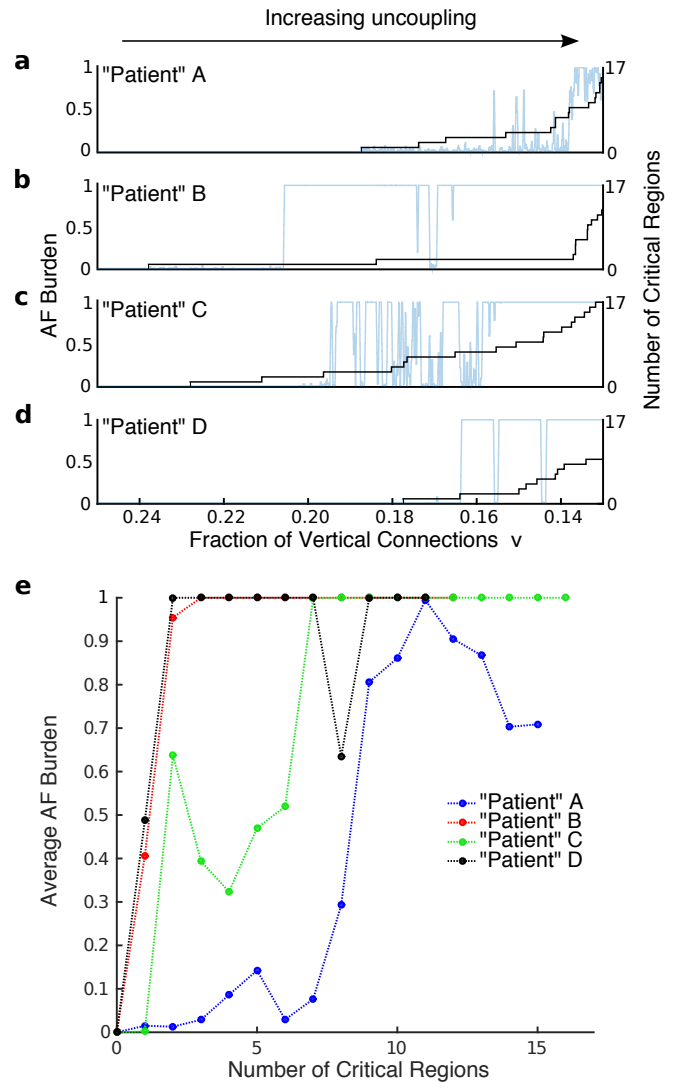 Increasing uncoupling
a
"Patient" A
1
0.5
0
17
0
b
"Patient" B
1
0.5
0
17
0
c
"Patient" C
1
0.5
0
17
0
d
"Patient" D
1
0.5
0
17
0
AF Burden
Number of Critical Regions
0.24 0.22 0.20 0.18 0.16 0.14
Fraction of Vertical Connections v
e
1
0.9
0.8
0.7
0.6
0.5
0.4
0.3
0.2
0.1
0
Average AF Burden
"Patient" A
"Patient" B
"Patient" C
"Patient" D
0 5 10 15
Number of Critical Regions